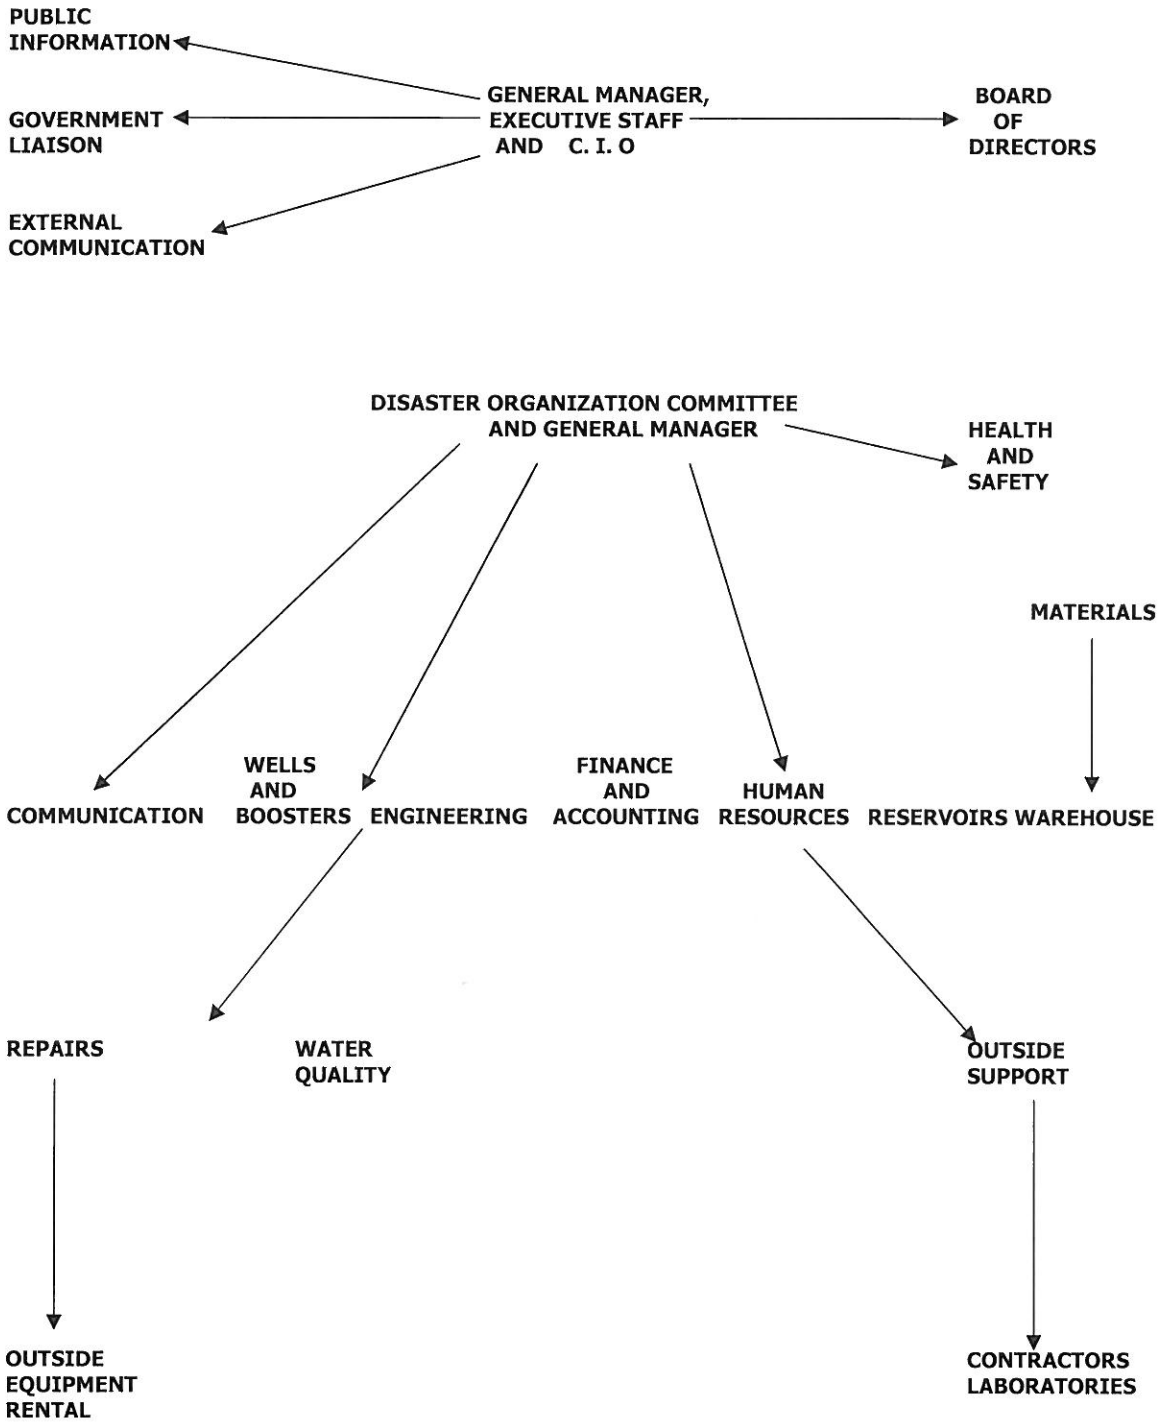 PUBLIC
INFORMATION
GENERAL MANAGER,
EXECUTIVE STAFF
AND C. I. O
BOARD
OF
DIRECTORS
GOVERNMENT
LIAISON
EXTERNAL
COMMUNICATION
DISASTER ORGANIZATION COMMITTEE
AND GENERAL MANAGER
HEALTH
AND
SAFETY
MATERIALS
COMMUNICATION
WELLS
AND
BOOSTERS
ENGINEERING
FINANCE
AND
ACCOUNTING
HUMAN
RESOURCES
RESERVOIRS
WAREHOUSE
REPAIRS
WATER
QUALITY
OUTSIDE
SUPPORT
OUTSIDE
EQUIPMENT
RENTAL
CONTRACTORS
LABORATORIES